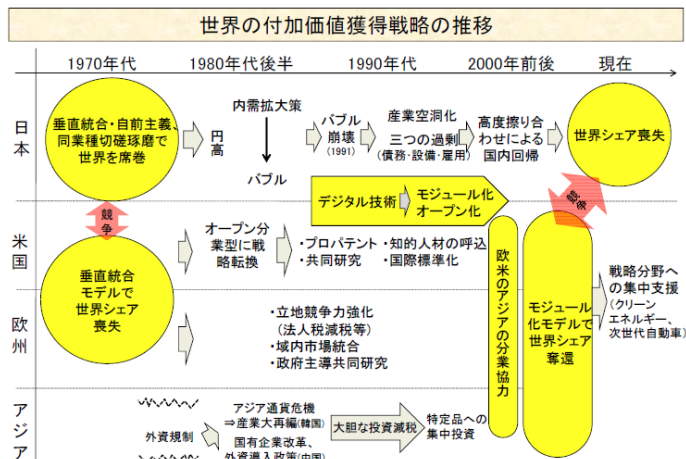 世界の付加価値獲得戦略の推移
1970年代
1980年代後半
1990年代
2000年前後
現在
日本
垂直統合・自前主義、
同業種切磋琢磨で
世界を席巻
円高
内需拡大策
バブル
バブル
崩壊
(1991)
産業空洞化
三つの過剰
(債務・設備・雇用)
高度擦り合
わせによる
国内回帰
世界シェア喪失
デジタル技術
モジュール化
オープン化
競争
競争
米国
欧州
垂直統合
モデルで
世界シェア
喪失
オープン分
業型に戦
略転換
・プロパテント
・共同研究
・知的人材の呼込
・国際標準化
・立地競争力強化
(法人税減税等)
・域内市場統合
・政府主導共同研究
欧米のアジアの分業協力
モジュール
化モデルで
世界シェア
奪還
戦略分野へ
の集中支援
(クリーン
エネルギー、
次世代自動車)
アジア
外資規制
アジア通貨危機
⇒産業大再編(韓国)
国有企業改革、
外資導入政策(中国)
大胆な投資減税
特定品への
集中投資